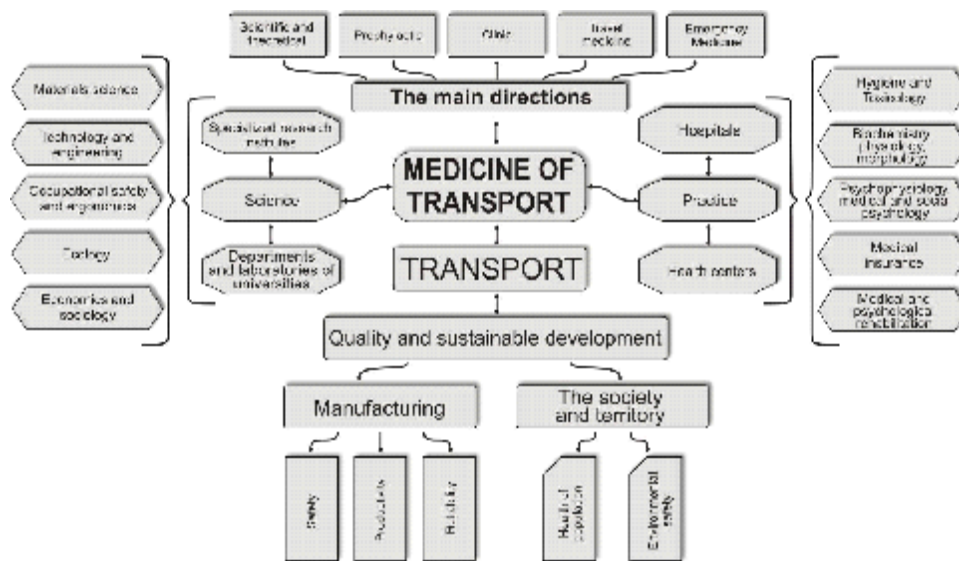 Scientific and
theoretical
Prophylactic
Clinic
Travel
medicine
Emergency
Medicine
The main directions
Materials science
Technology and
engineering
Occupational safety
and ergonomics
Ecology
Economics and
sociology
Specialized research
institutes
Science
Departments
and laboratories of
universities
MEDICINE OF
TRANSPORT
TRANSPORT
Hospitals
Practice
Health centers
Hygiene and
Toxicology
Biochemistry,
physiology,
morphology
Psychophysiology,
medical and social
psychology
Medical
insurance
Medical and
psychological
rehabilitation
Quality and sustainable development
Manufacturing
The society
and territory
Safety
Productivity
Reliability
Health of
population
Environmental
safety